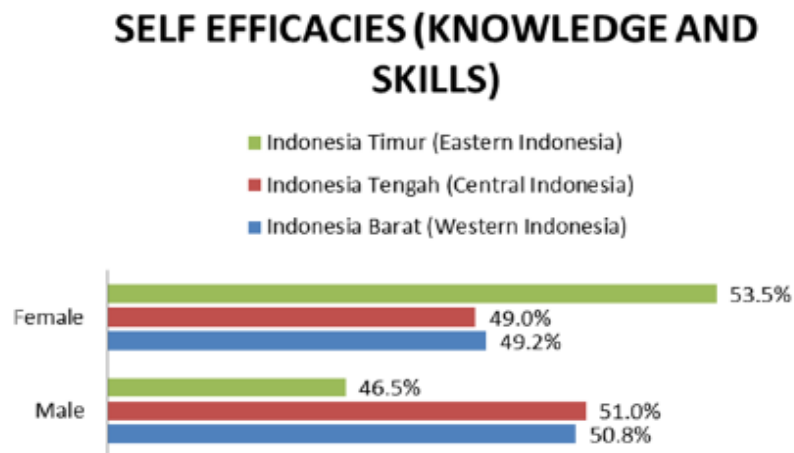 SELF EFFICACIES (KNOWLEDGE AND
SKILLS)
Indonesia Timur (Eastern Indonesia)
Indonesia Tengah (Central Indonesia)
Indonesia Barat (Western Indonesia)
53.5%
Female
49.0%
49.2%
46.5%
Male
51.0%
50.8%